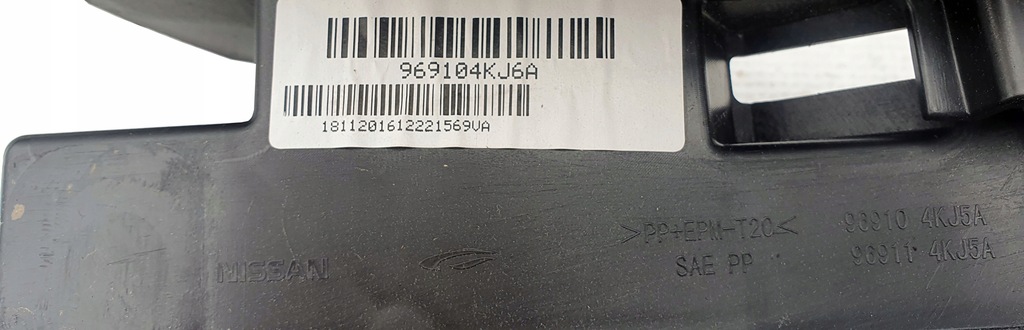 969104KJ6A
1811201612221569VA
>PP+EPM-T20< 96910 4KJ5A
NISSAN SAE PP 96911 4KJ5A